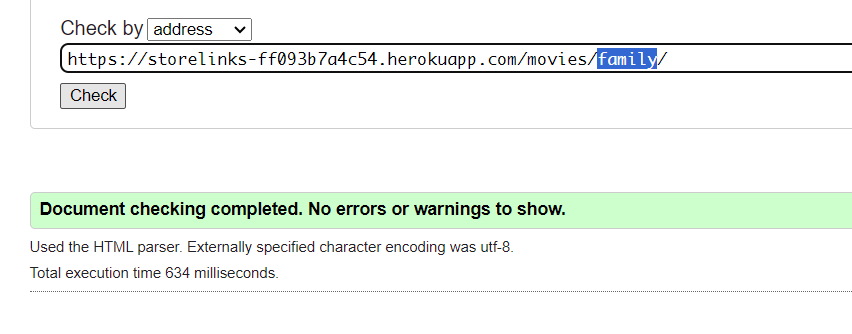 Check by address
https://storelinks-ff093b7a4c54.herokuapp.com/movies/family/
Check
Document checking completed. No errors or warnings to show.
Used the HTML parser. Externally specified character encoding was utf-8.
Total execution time 634 milliseconds.